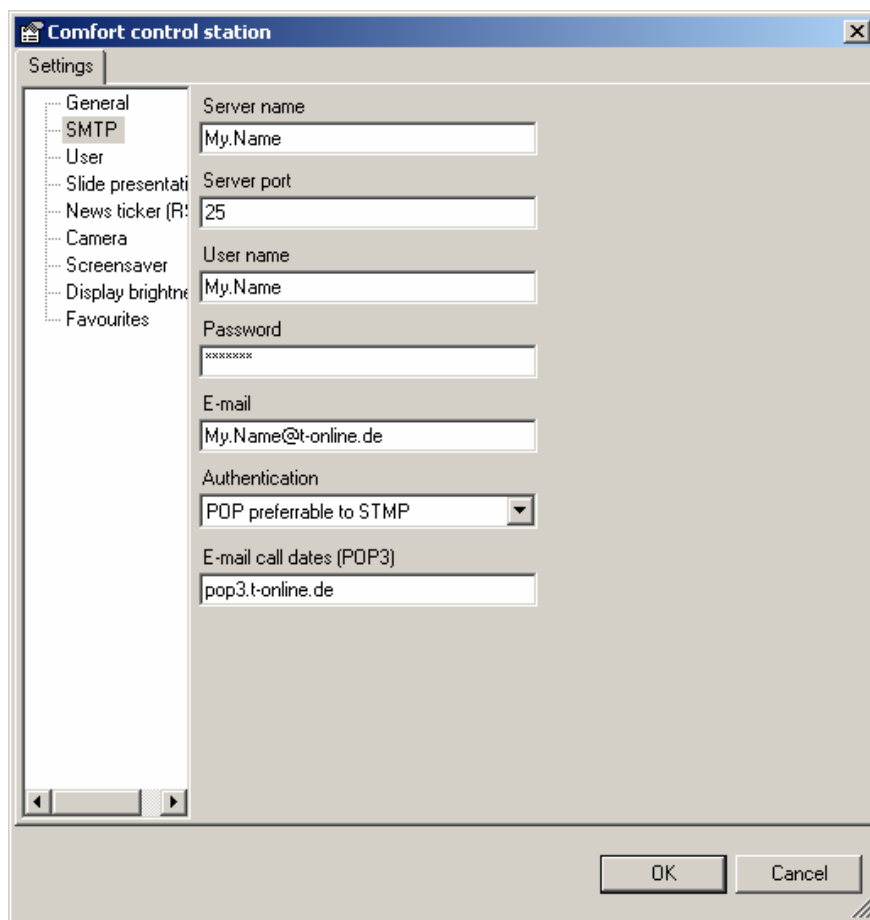 Comfort control station
Settings
General
SMTP
User
Slide presentati
News ticker (R
Camera
Screensaver
Display brightne
Favourites
Server name
My.Name
Server port
25
User name
My.Name
Password
*******
E-mail
My.Name@t-online.de
Authentication
POP preferrable to STMP
E-mail call dates (POP3)
pop3.t-online.de
OK
Cancel